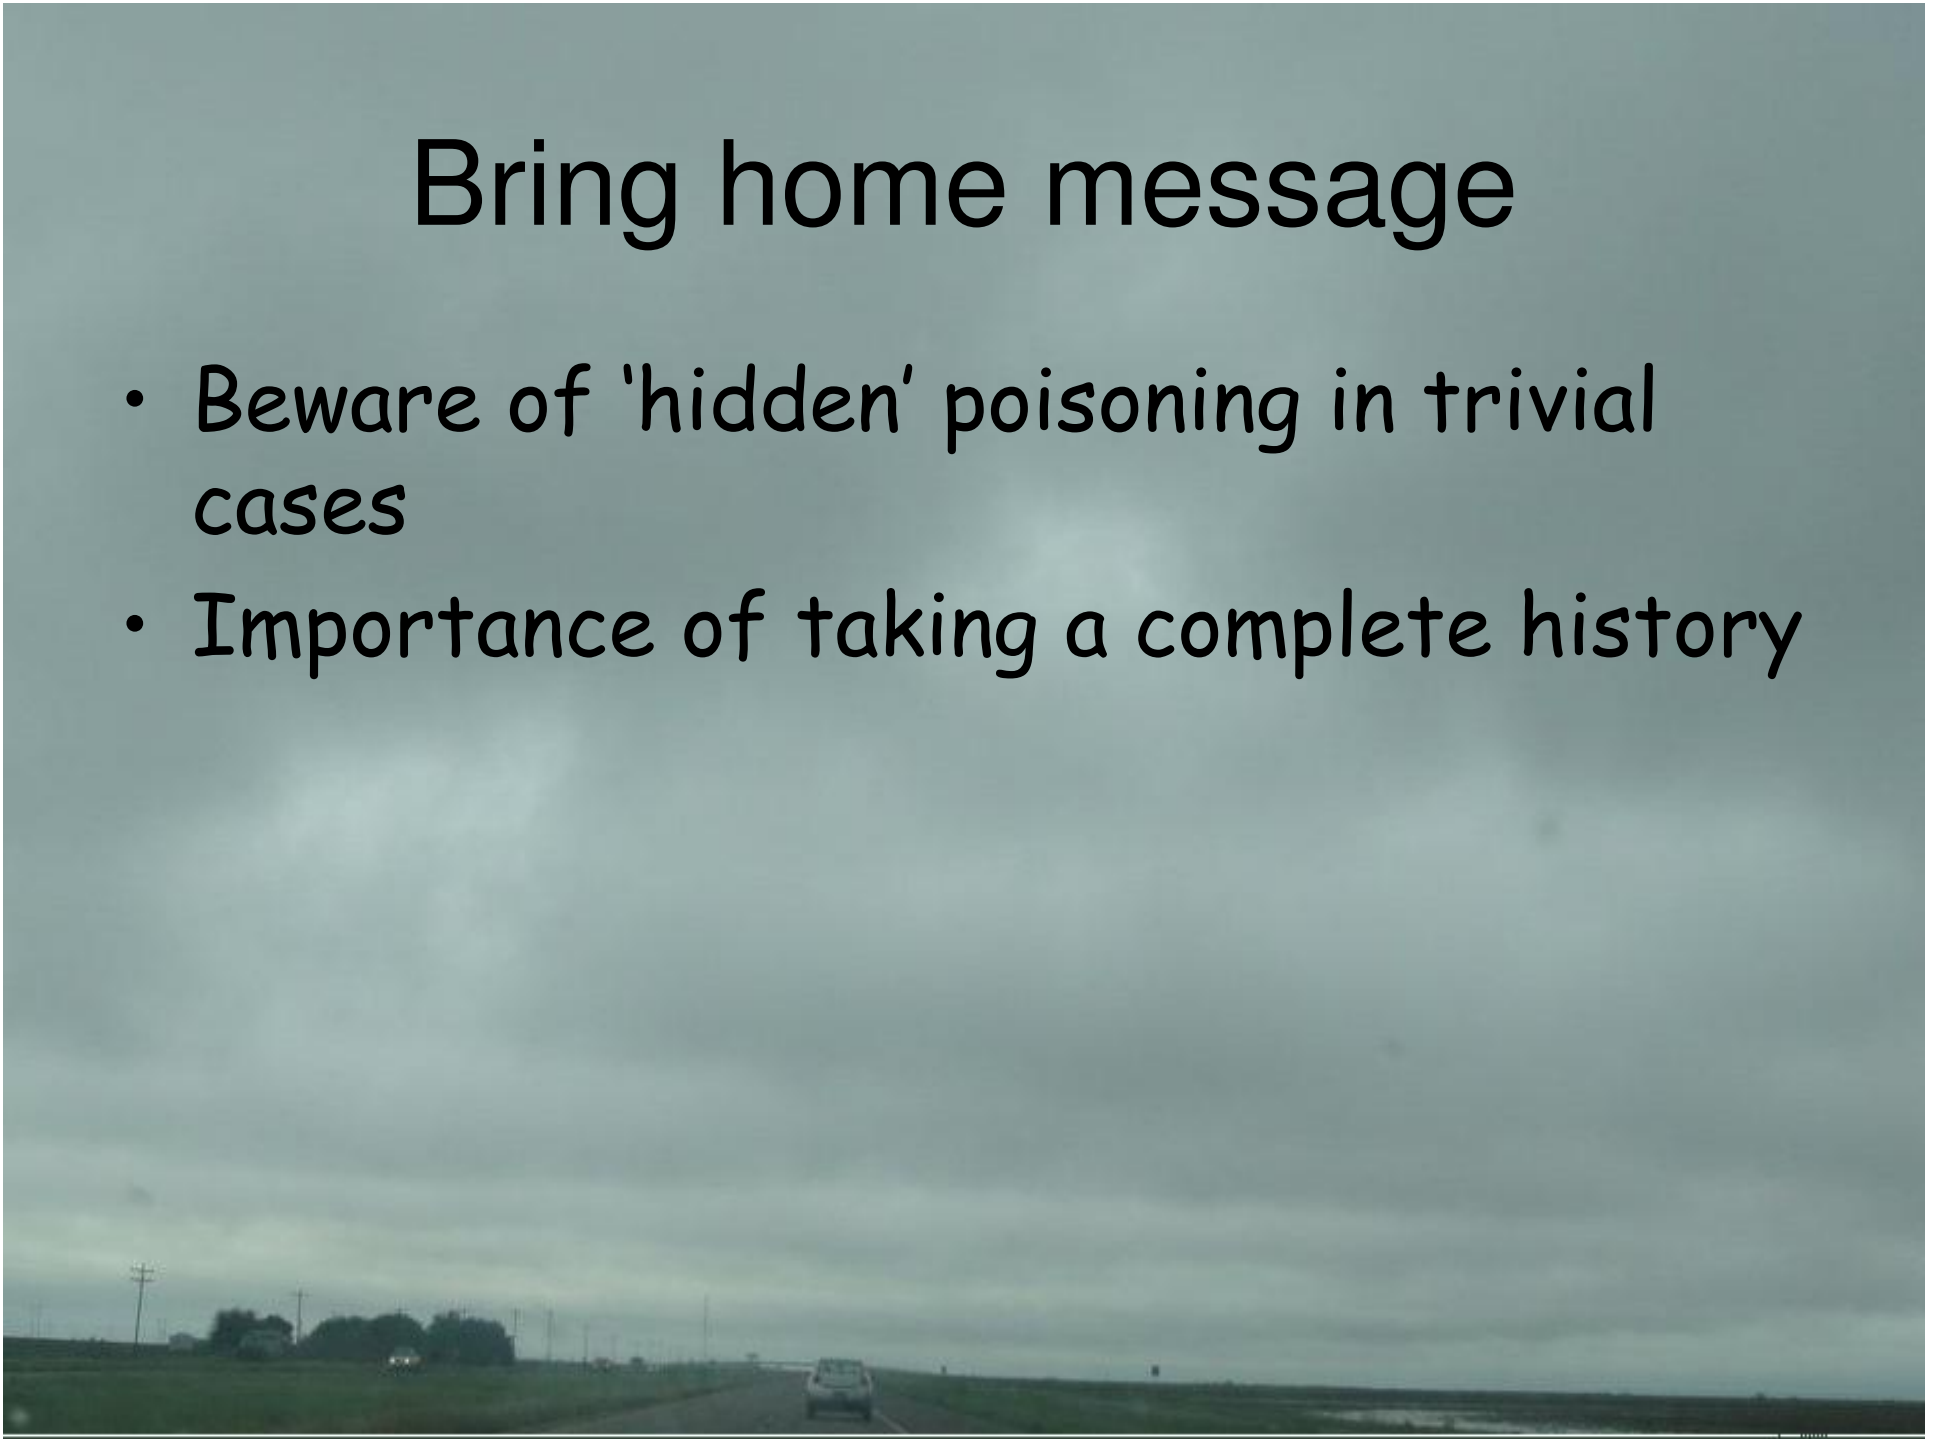 Bring home message
• Beware of ‘hidden’ poisoning in trivial
cases
• Importance of taking a complete history